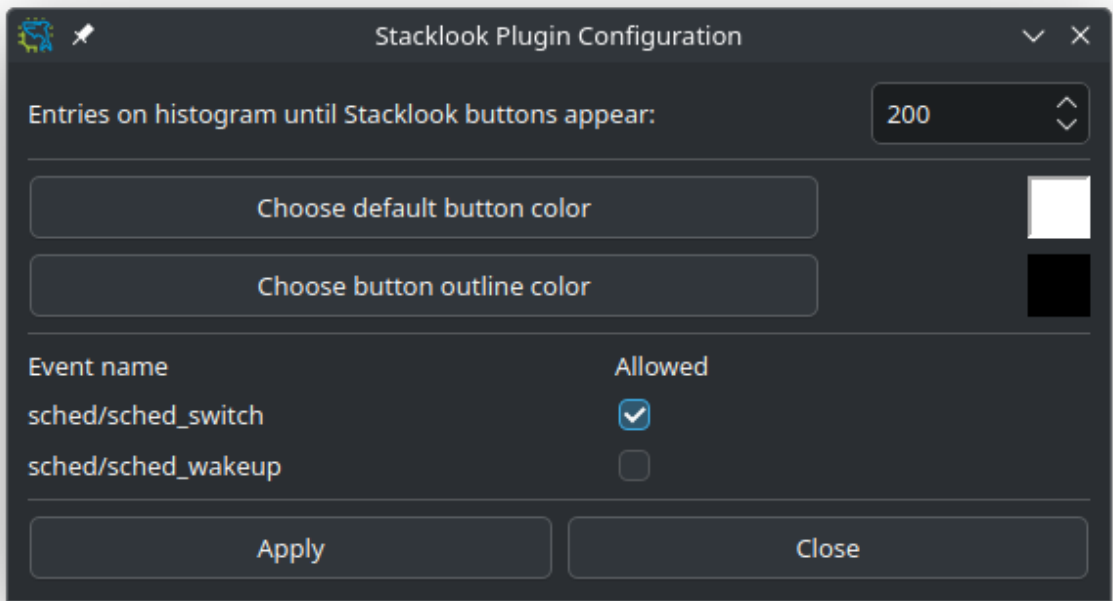 Stacklook Plugin Configuration
Entries on histogram until Stacklook buttons appear: 200
Choose default button color
Choose button outline color
Event name Allowed
sched/sched_switch
sched/sched_wakeup
Apply Close